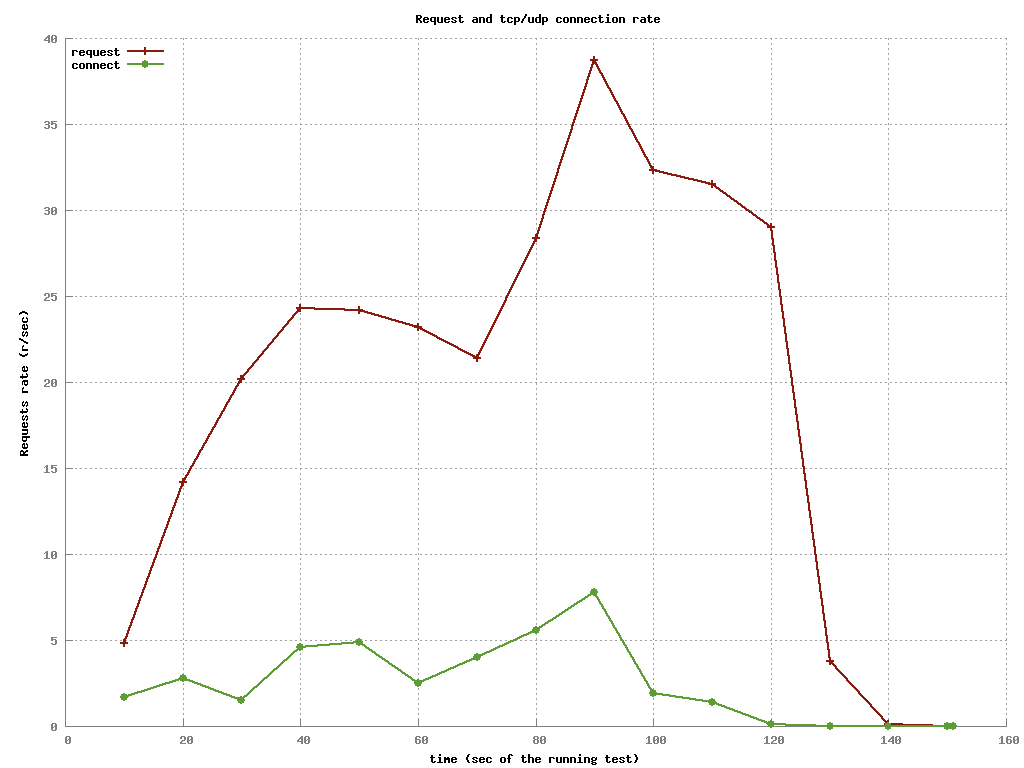 Request and tcp/udp connection rate
request
connect
40
35
30
25
20
15
10
5
0
Requests rate (r/sec)
0 20 40 60 80 100 120 140 160
time (sec of the running test)